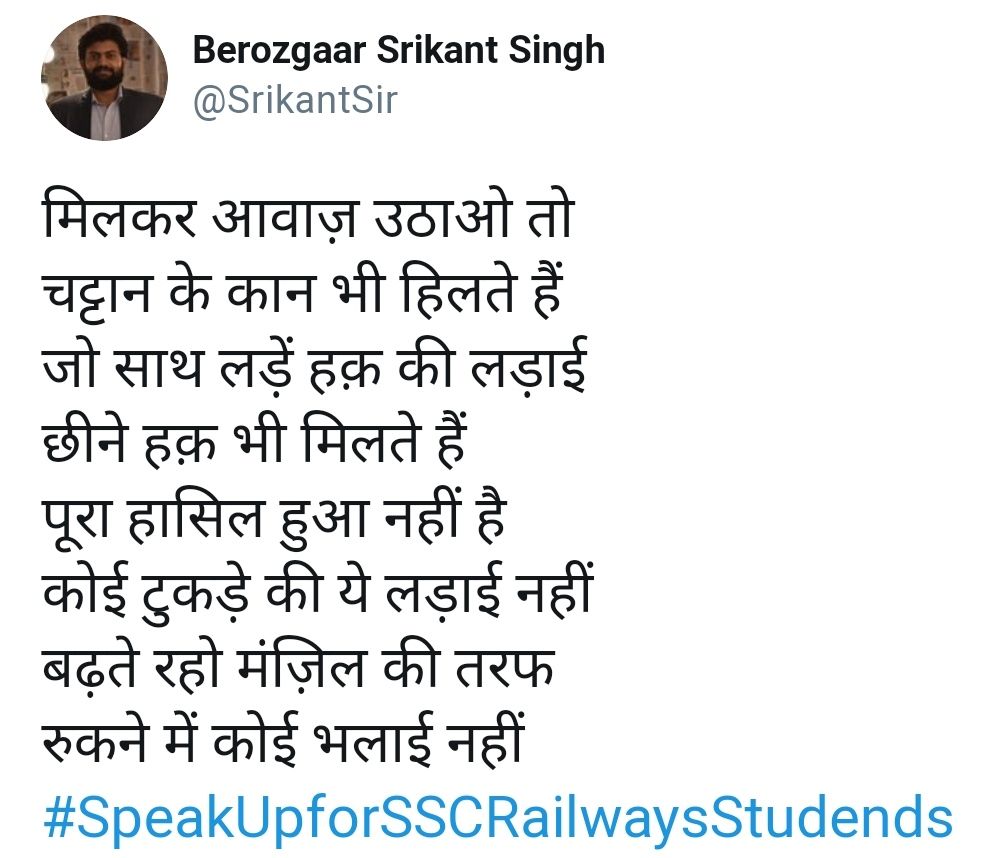 Berozgaar Srikant Singh
@SrikantSir
मिलकर आवाज़ उठाओ तो
चट्टान के कान भी हिलते हैं
जो साथ लड़ें हक़ की लड़ाई
छीने हक़ भी मिलते हैं
पूरा हासिल हुआ नहीं है
कोई टुकड़े की ये लड़ाई नहीं
बढ़ते रहो मंज़िल की तरफ
रुकने में कोई भलाई नहीं
#SpeakUpforSSCRailwaysStudends